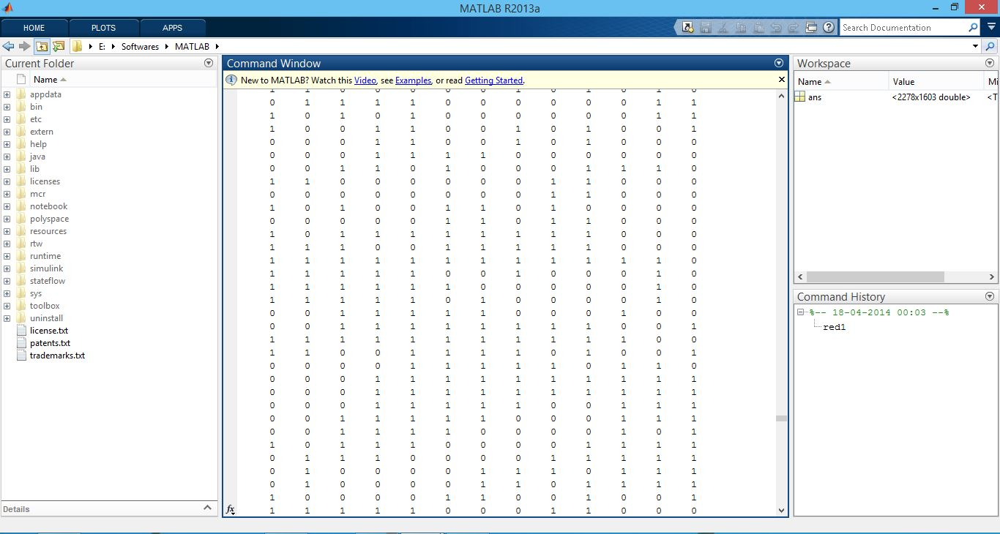 MATLAB R2013a
HOME PLOTS APPS
Search Documentation
E: Softwares MATLAB
Current Folder
Name
appdata
bin
etc
extern
help
java
lib
licenses
mcr
notebook
polyspace
resources
rtw
runtime
simulink
stateflow
sys
toolbox
uninstall
license.txt
patents.txt
trademarks.txt
Details
Command Window
New to MATLAB? Watch this Video, see Examples, or read Getting Started.
0 1 1 1 1 0 0 0 0 0 0 1 1
1 0 1 0 1 0 0 0 0 0 0 1 1
1 0 0 1 1 0 0 1 0 1 0 0 1
0 0 0 1 1 0 0 1 0 1 0 0 0
0 0 0 1 1 1 1 0 0 0 0 0 0
0 0 1 1 0 1 0 0 0 1 1 1 0
1 1 0 0 0 0 0 0 1 1 0 0 0
0 0 0 0 0 0 0 0 1 1 0 0 0
1 0 1 0 0 1 1 0 1 0 0 0 0
0 0 0 0 0 1 1 0 1 1 0 0 0
1 0 1 1 1 1 1 1 1 1 0 0 0
1 1 1 0 0 1 1 1 1 1 0 0 0
1 1 1 1 1 1 1 1 1 1 1 1 0
1 1 1 1 1 0 0 1 0 0 0 1 0
1 1 1 1 1 1 0 0 0 0 0 1 0
1 1 1 1 1 0 1 0 0 0 0 1 0
0 0 1 1 1 1 1 1 0 0 1 0 0
0 0 1 1 1 1 1 1 1 1 0 0 1
1 1 1 1 1 1 1 1 1 1 1 0 0
1 1 0 0 1 1 1 1 0 1 0 0 1
0 0 0 0 1 1 1 1 1 0 1 1 0
0 0 0 1 1 1 1 1 1 1 1 1 1
0 0 0 1 1 1 1 1 1 1 1 1 1
0 0 0 1 1 1 1 1 0 0 1 1 1
0 0 1 1 1 1 1 0 0 0 1 1 1
0 0 1 1 1 1 0 0 0 0 1 0 1
1 0 1 1 1 0 0 0 0 1 1 1 1
0 0 1 1 0 0 0 0 1 1 1 1 1
0 1 0 0 0 0 1 1 1 0 1 1 1
0 1 0 0 0 0 1 1 0 1 1 1 1
1 0 0 0 0 1 1 0 0 1 0 0 1
1 1 1 1 1 0 0 0 1 1 0 0 0
fx
Workspace
Name Value Mi
ans <2278x1603 double> <T
Command History
%-- 18-04-2014 00:03 --%
red1